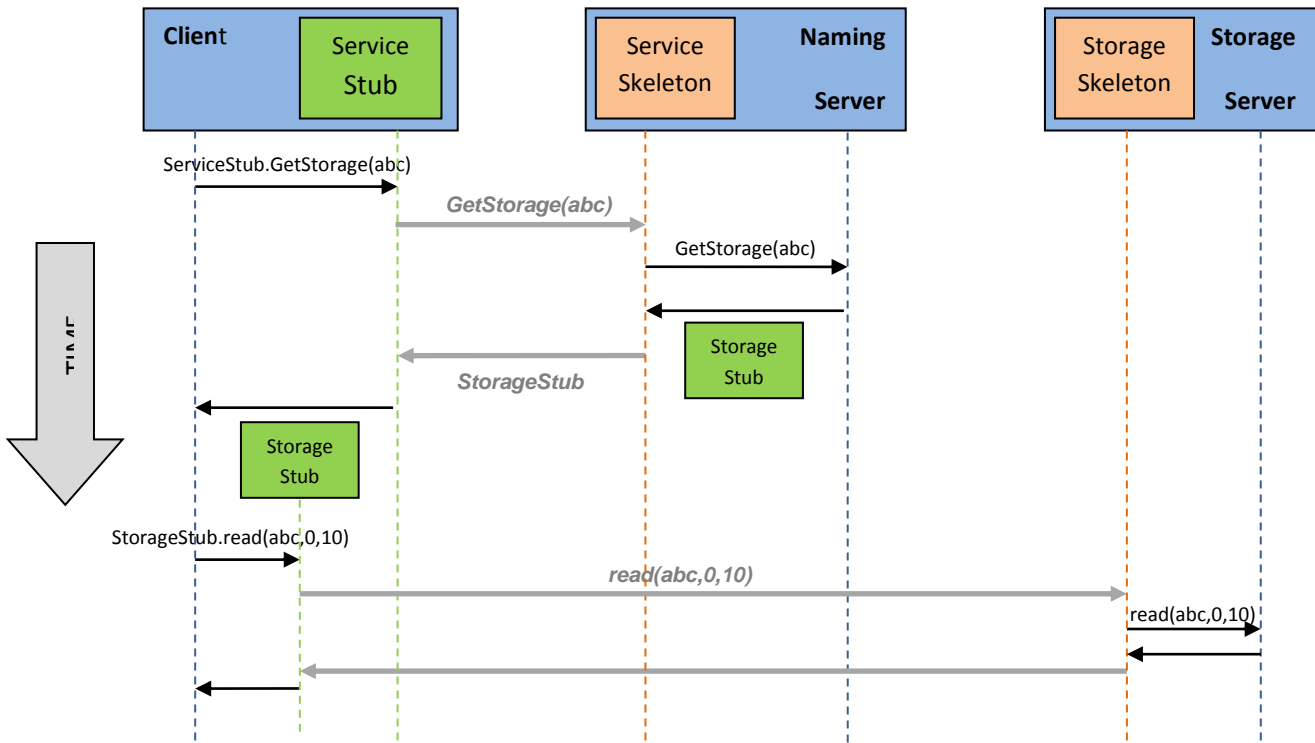 Client
Service
Stub
Service
Skeleton
Naming
Server
Storage
Skeleton
Storage
Server
ServiceStub.GetStorage(abc)
GetStorage(abc)
GetStorage(abc)
TIME
Storage
Stub
StorageStub
Storage
Stub
StorageStub.read(abc,0,10)
read(abc,0,10)
read(abc,0,10)